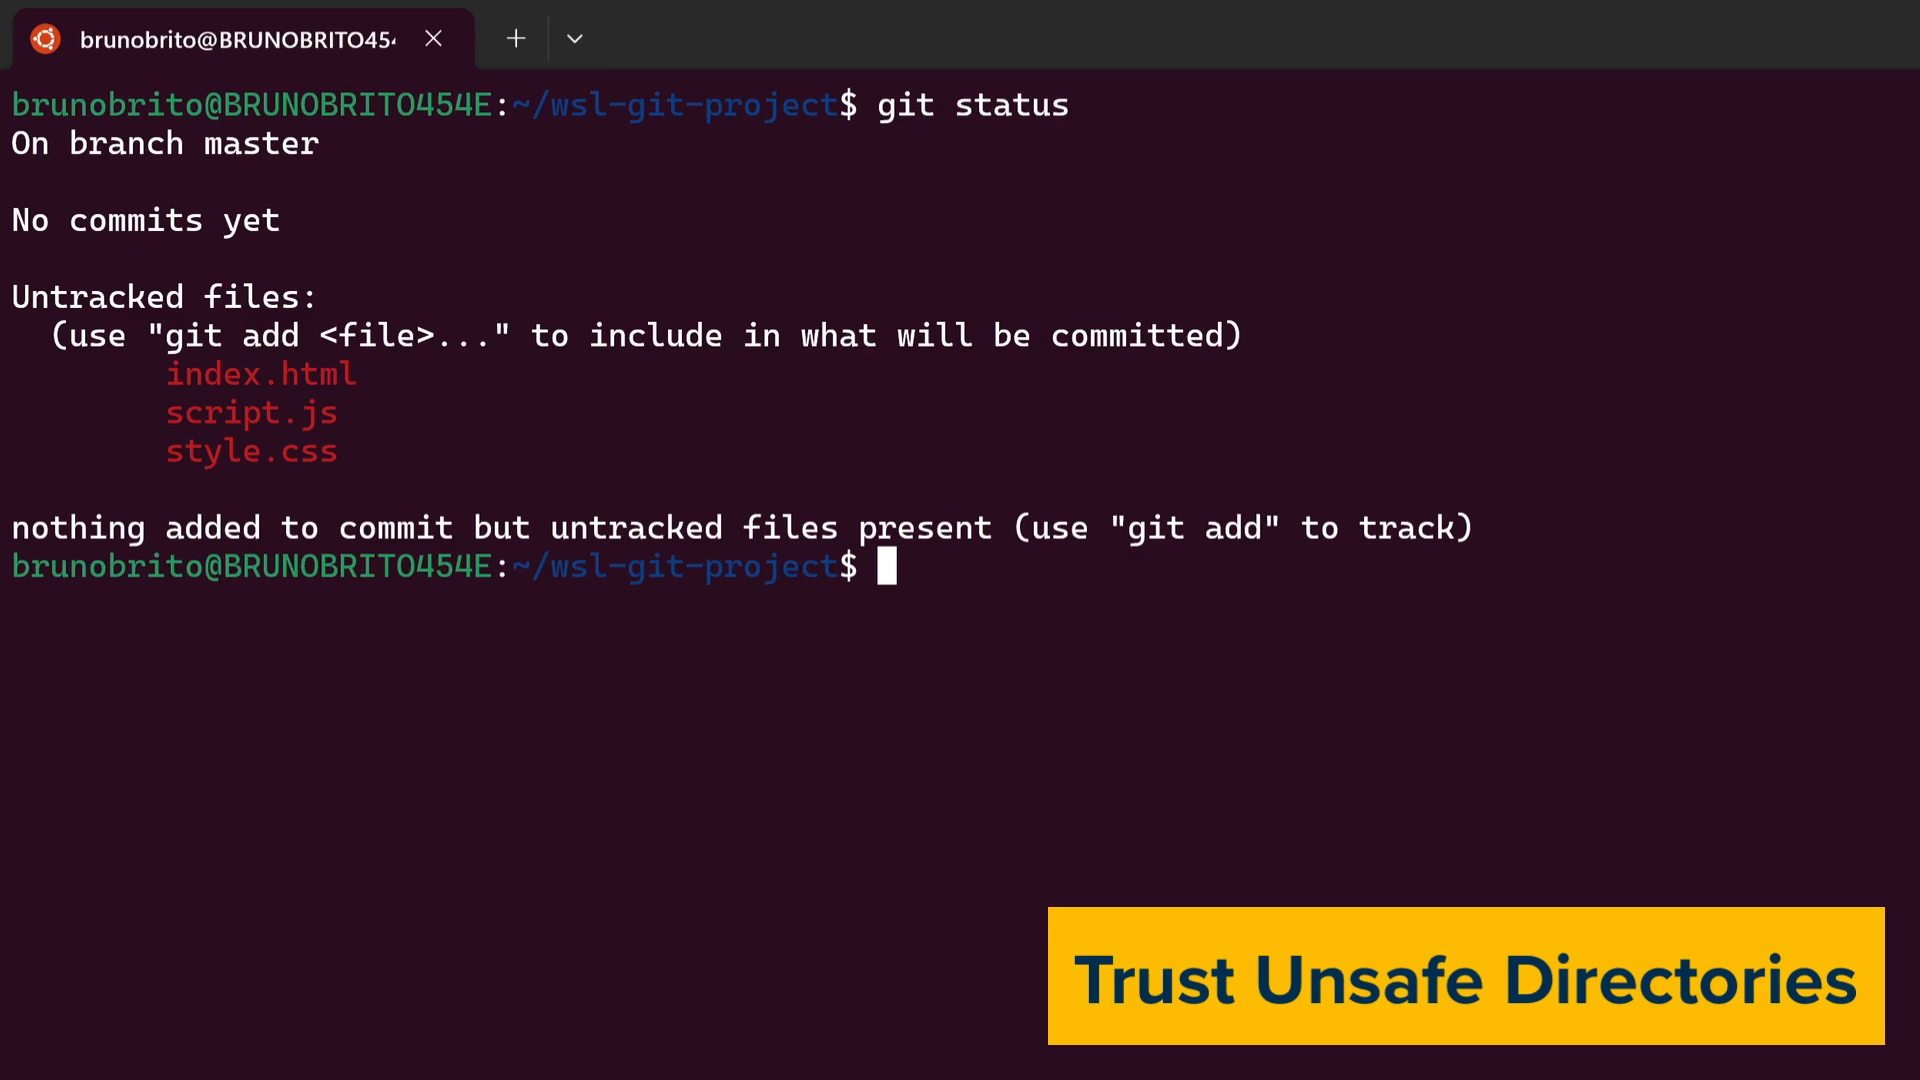 brunobrito@BRUNOBRITO454
brunobrito@BRUNOBRITO454E:~/wsl-git-project$ git status
On branch master
No commits yet
Untracked files:
  (use "git add <file>..." to include in what will be committed)
        index.html
        script.js
        style.css
nothing added to commit but untracked files present (use "git add" to track)
brunobrito@BRUNOBRITO454E:~/wsl-git-project$
Trust Unsafe Directories